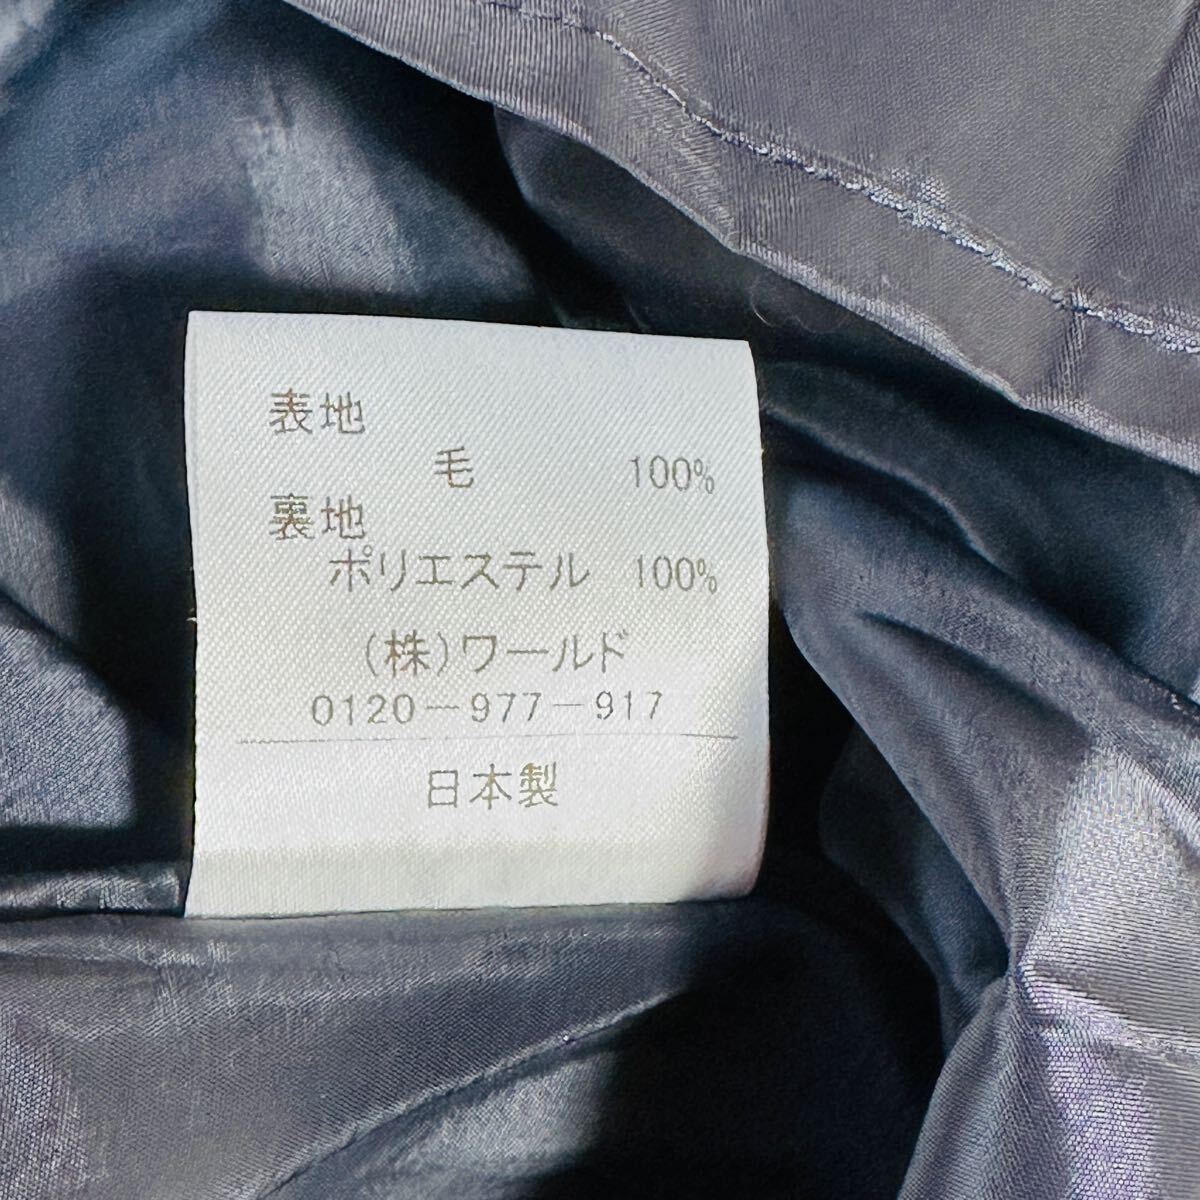 表地
毛 100%
裏地
ポリエステル 100%
(株)ワールド
0120-977-917
日本製